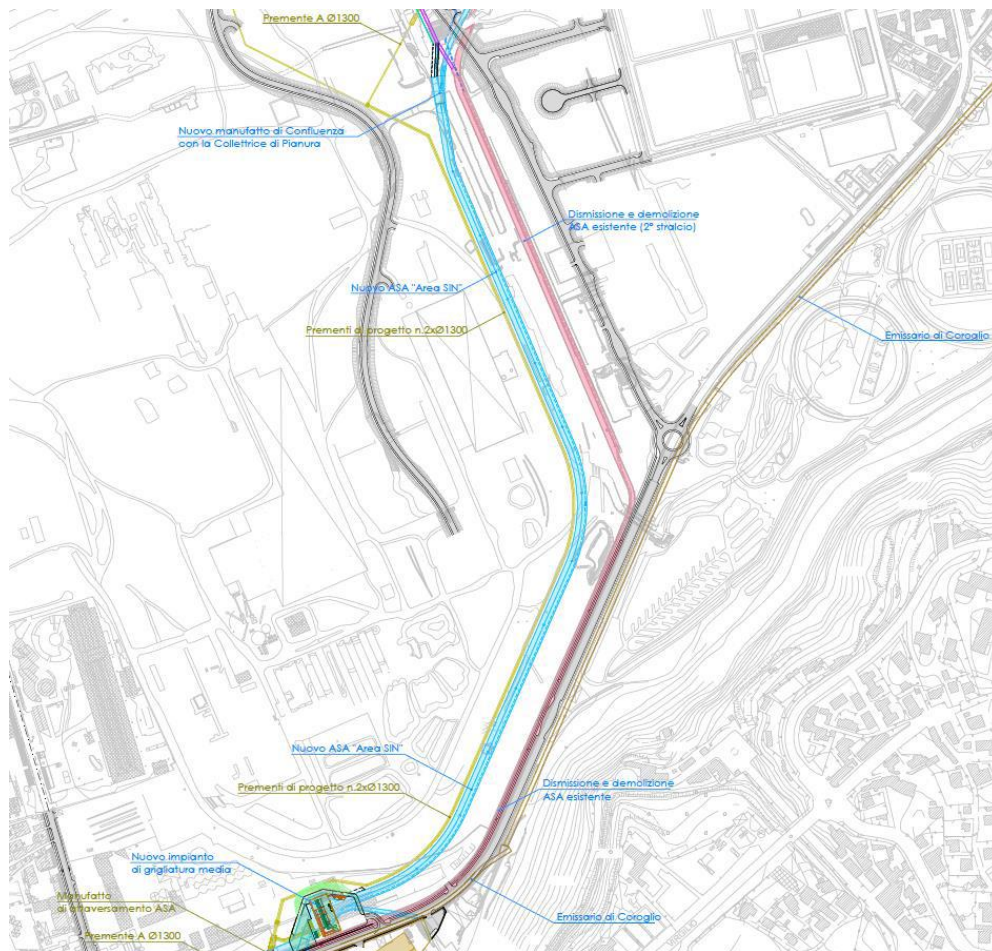 Premente A Ø1300
Nuovo manufatto di Confluenza
con la Collettrice di Pianura
Dismissione e demolizione
ASA esistente (2° stralcio)
Nuovo ASA "Area SIN"
Prementi di progetto n.2xØ1300
Emissario di Coroglio
Nuovo ASA "Area SIN"
Prementi di progetto n.2xØ1300
Dismissione e demolizione
ASA esistente
Nuovo impianto
di grigliatura media
Manufatto
di attraversamento ASA
Emissario di Coroglio
Premente A Ø1300